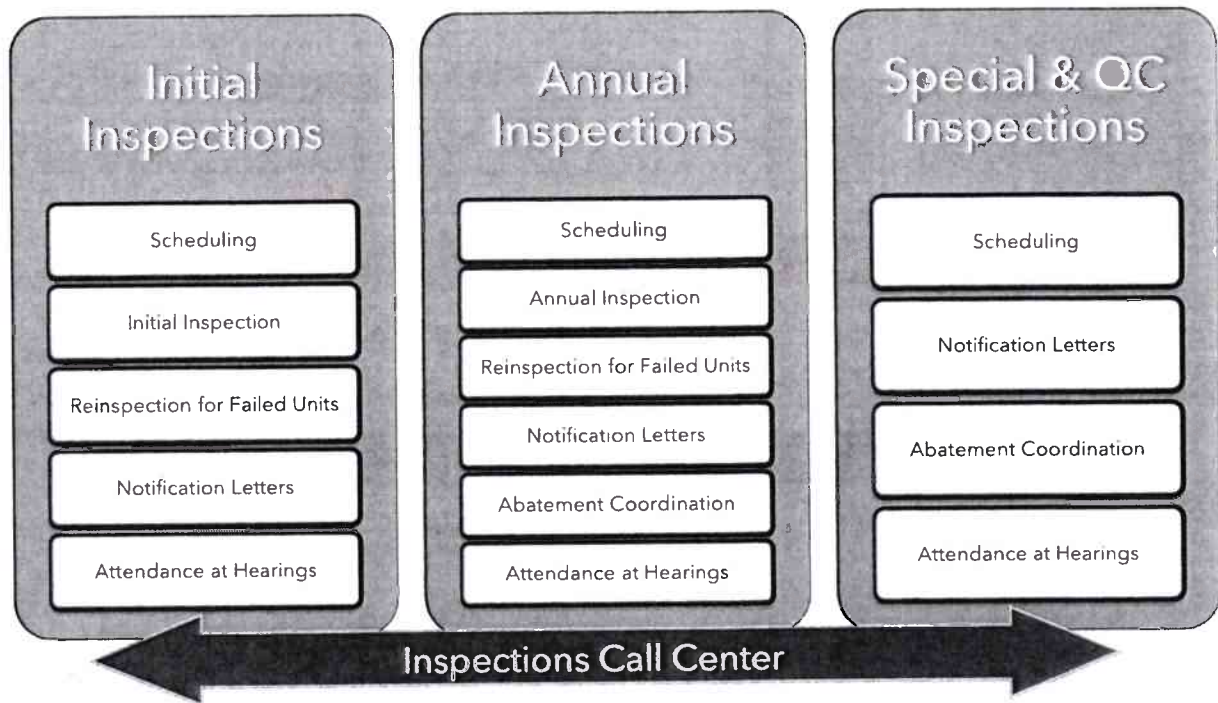 Initial
Inspections
Scheduling
Initial Inspection
Reinspection for Failed Units
Notification Letters
Attendance at Hearings
Annual
Inspections
Scheduling
Annual Inspection
Reinspection for Failed Units
Notification Letters
Abatement Coordination
Attendance at Hearings
Special & QC
Inspections
Scheduling
Notification Letters
Abatement Coordination
Attendance at Hearings
Inspections Call Center